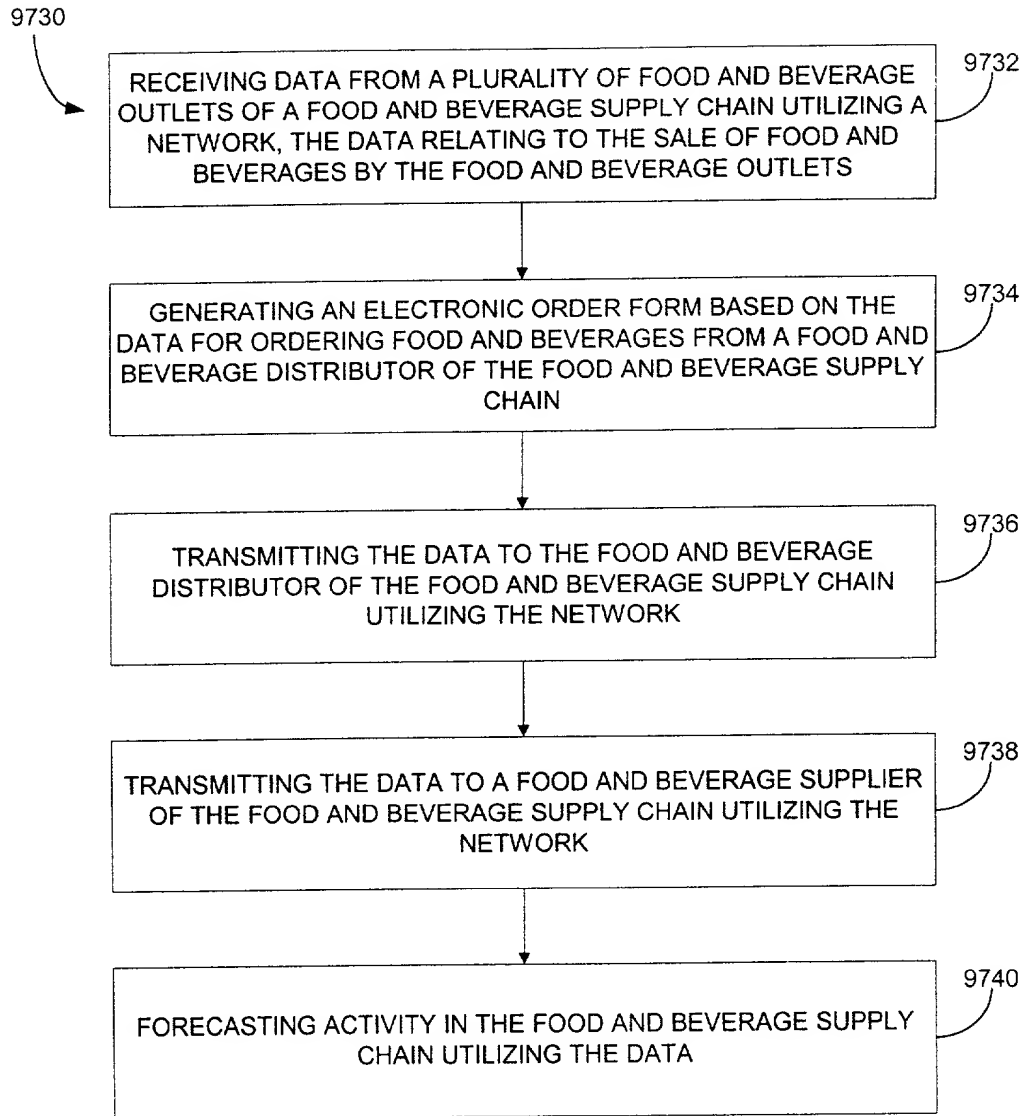 9730
9732
RECEIVING DATA FROM A PLURALITY OF FOOD AND BEVERAGE
OUTLETS OF A FOOD AND BEVERAGE SUPPLY CHAIN UTILIZING A
NETWORK, THE DATA RELATING TO THE SALE OF FOOD AND
BEVERAGES BY THE FOOD AND BEVERAGE OUTLETS
9734
GENERATING AN ELECTRONIC ORDER FORM BASED ON THE
DATA FOR ORDERING FOOD AND BEVERAGES FROM A FOOD AND
BEVERAGE DISTRIBUTOR OF THE FOOD AND BEVERAGE SUPPLY
CHAIN
9736
TRANSMITTING THE DATA TO THE FOOD AND BEVERAGE
DISTRIBUTOR OF THE FOOD AND BEVERAGE SUPPLY CHAIN
UTILIZING THE NETWORK
9738
TRANSMITTING THE DATA TO A FOOD AND BEVERAGE SUPPLIER
OF THE FOOD AND BEVERAGE SUPPLY CHAIN UTILIZING THE
NETWORK
9740
FORECASTING ACTIVITY IN THE FOOD AND BEVERAGE SUPPLY
CHAIN UTILIZING THE DATA